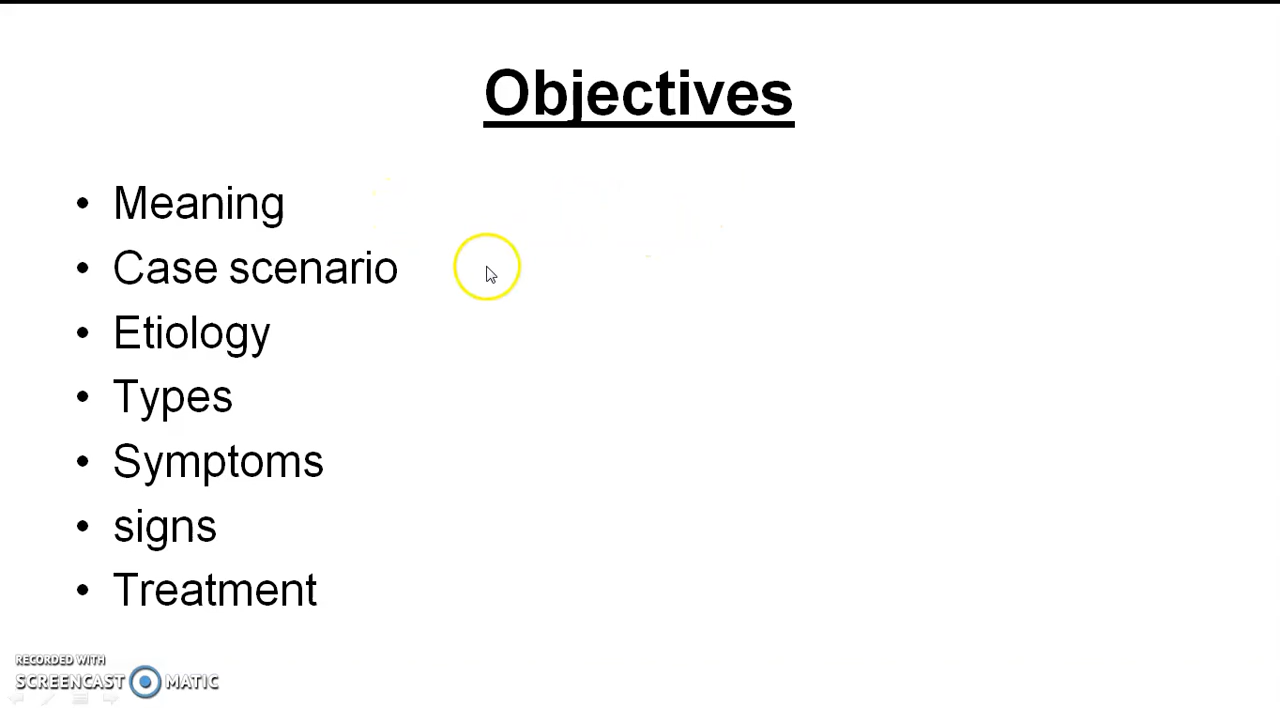 Objectives
• Meaning
• Case scenario
• Etiology
• Types
• Symptoms
• signs
• Treatment
RECORDED WITH
SCREENCAST MATIC